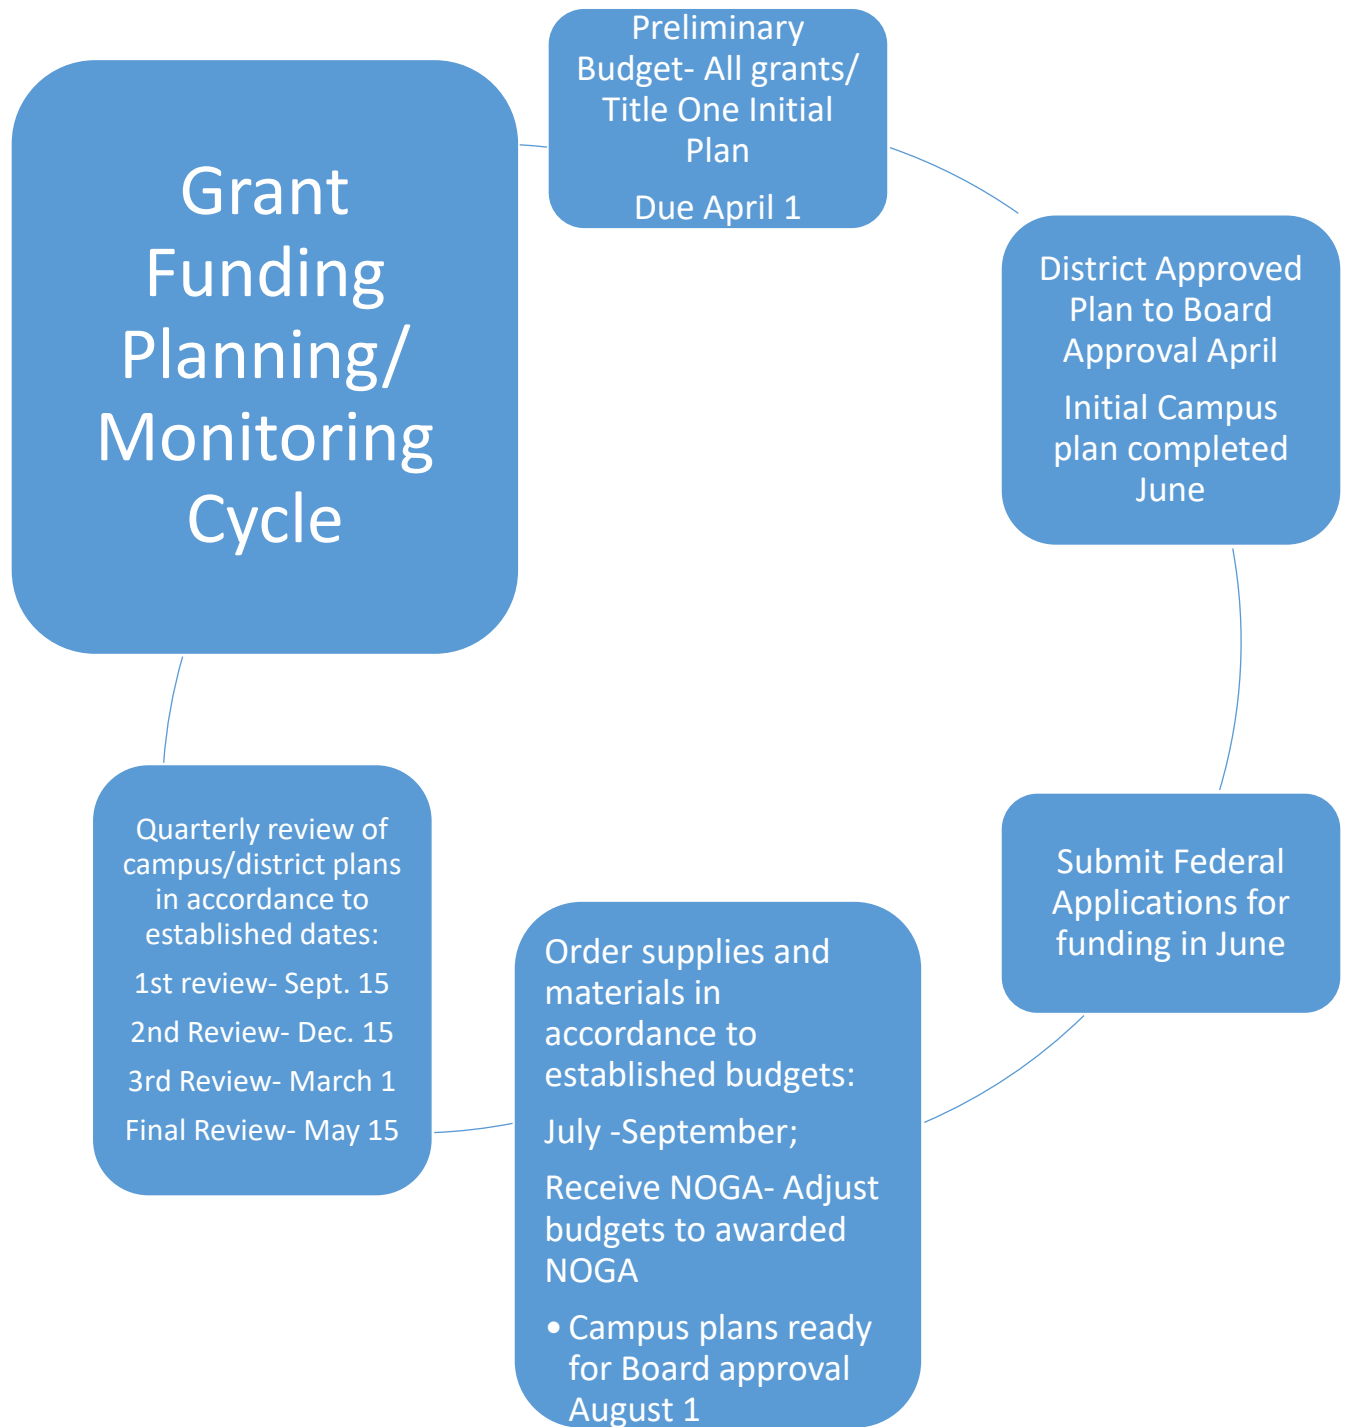 Grant
Funding
Planning/
Monitoring
Cycle
Preliminary
Budget- All grants/
Title One Initial
Plan
Due April 1
District Approved
Plan to Board
Approval April
Initial Campus
plan completed
June
Submit Federal
Applications for
funding in June
Order supplies and
materials in
accordance to
established budgets:
July -September;
Receive NOGA- Adjust
budgets to awarded
NOGA
• Campus plans ready
for Board approval
August 1
Quarterly review of
campus/district plans
in accordance to
established dates:
1st review- Sept. 15
2nd Review- Dec. 15
3rd Review- March 1
Final Review- May 15